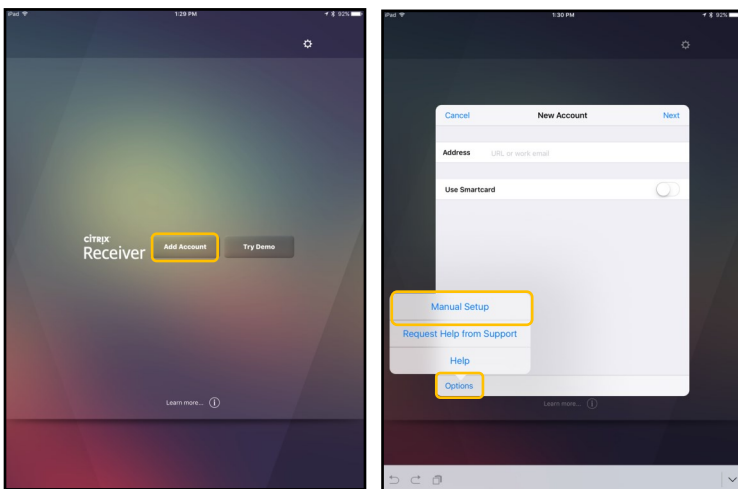 iPad 1:29 PM 92%
CITRIX
Receiver
Add Account Try Demo
Learn more... i
iPad 1:30 PM 92%
Cancel New Account Next
Address URL or work email
Use Smartcard
Manual Setup
Request Help from Support
Help
Options
Learn more... i